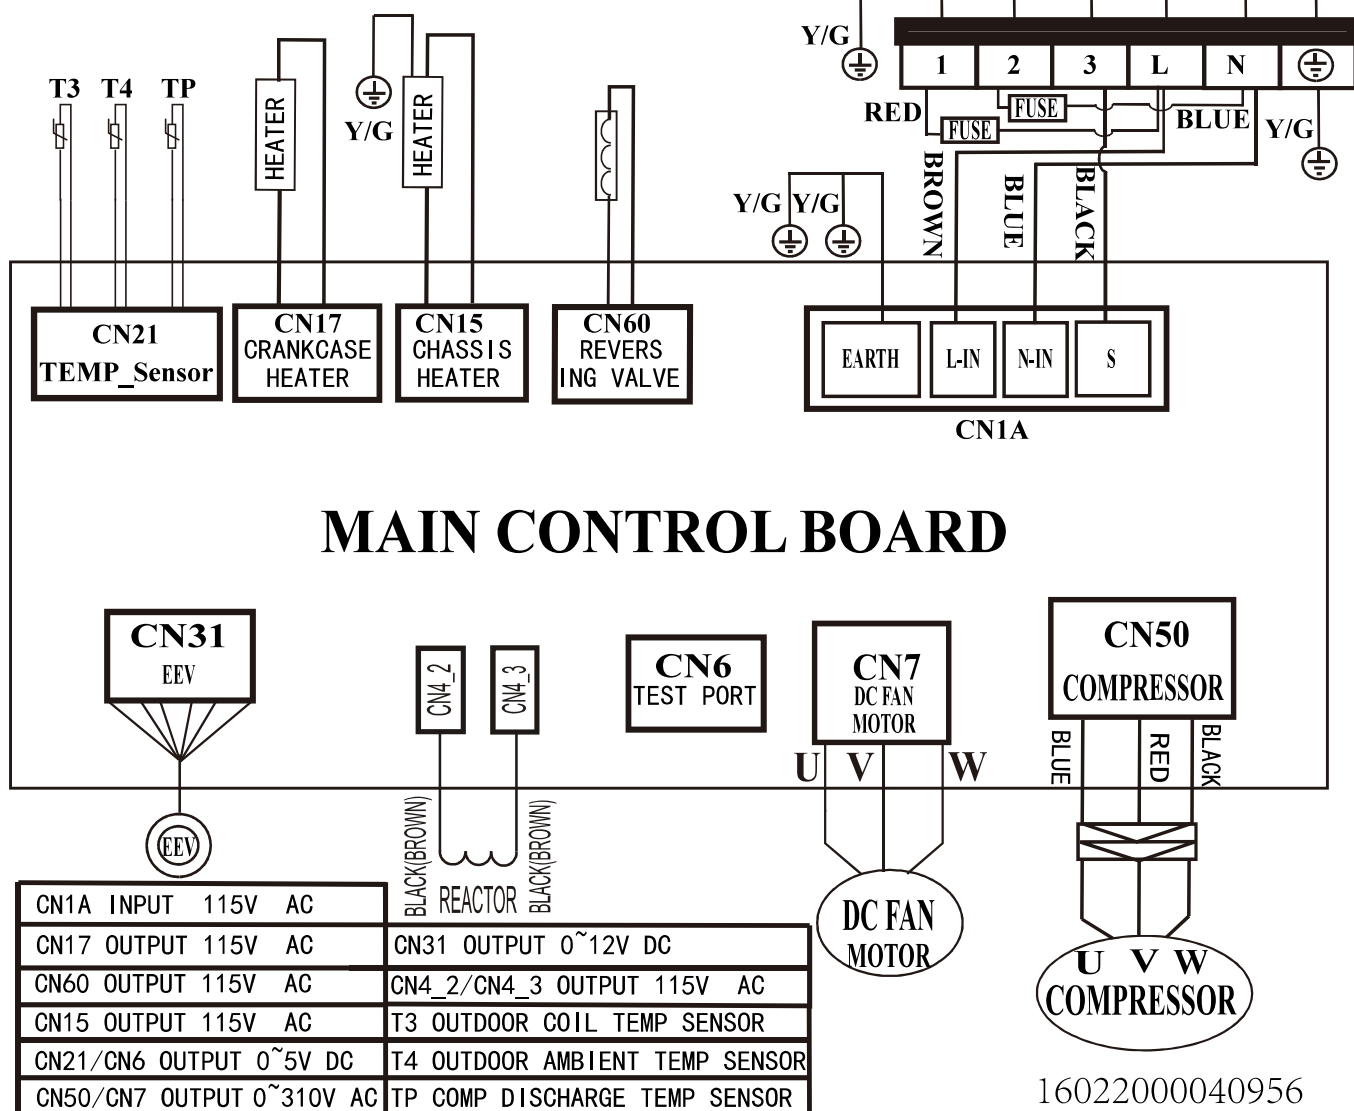 Y/G
1 2 3 L N
RED FUSE BLUE Y/G
FUSE
T3 T4 TP
HEATER
Y/G
HEATER
BROWN BLUE BLACK
Y/G Y/G
CN21
TEMP_Sensor
CN17
CRANKCASE
HEATER
CN15
CHASSIS
HEATER
CN60
REVERS
ING VALVE
EARTH L-IN N-IN S
CN1A
MAIN CONTROL BOARD
CN31
EEV
CN4_2
CN4_3
CN6
TEST PORT
CN7
DC FAN
MOTOR
CN50
COMPRESSOR
U V W
BLUE RED BLACK
EEV
BLACK(BROWN) REACTOR BLACK(BROWN)
DC FAN
MOTOR
U V W
COMPRESSOR
CN1A INPUT 115V AC
CN17 OUTPUT 115V AC CN31 OUTPUT 0~12V DC
CN60 OUTPUT 115V AC CN4_2/CN4_3 OUTPUT 115V AC
CN15 OUTPUT 115V AC T3 OUTDOOR COIL TEMP SENSOR
CN21/CN6 OUTPUT 0~5V DC T4 OUTDOOR AMBIENT TEMP SENSOR
CN50/CN7 OUTPUT 0~310V AC TP COMP DISCHARGE TEMP SENSOR
16022000040956